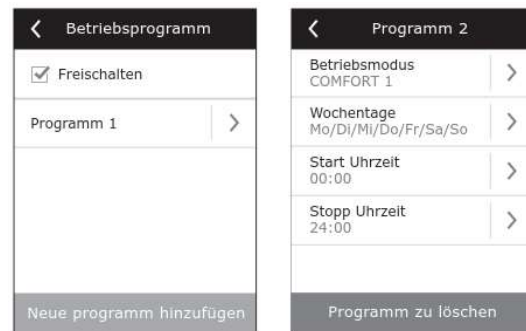 Betriebsprogramm
Freischalten
Programm 1
Neue programm hinzufügen
Programm 2
Betriebsmodus
COMFORT 1
Wochentage
Mo/Di/Mi/Do/Fr/Sa/So
Start Uhrzeit
00:00
Stopp Uhrzeit
24:00
Programm zu löschen